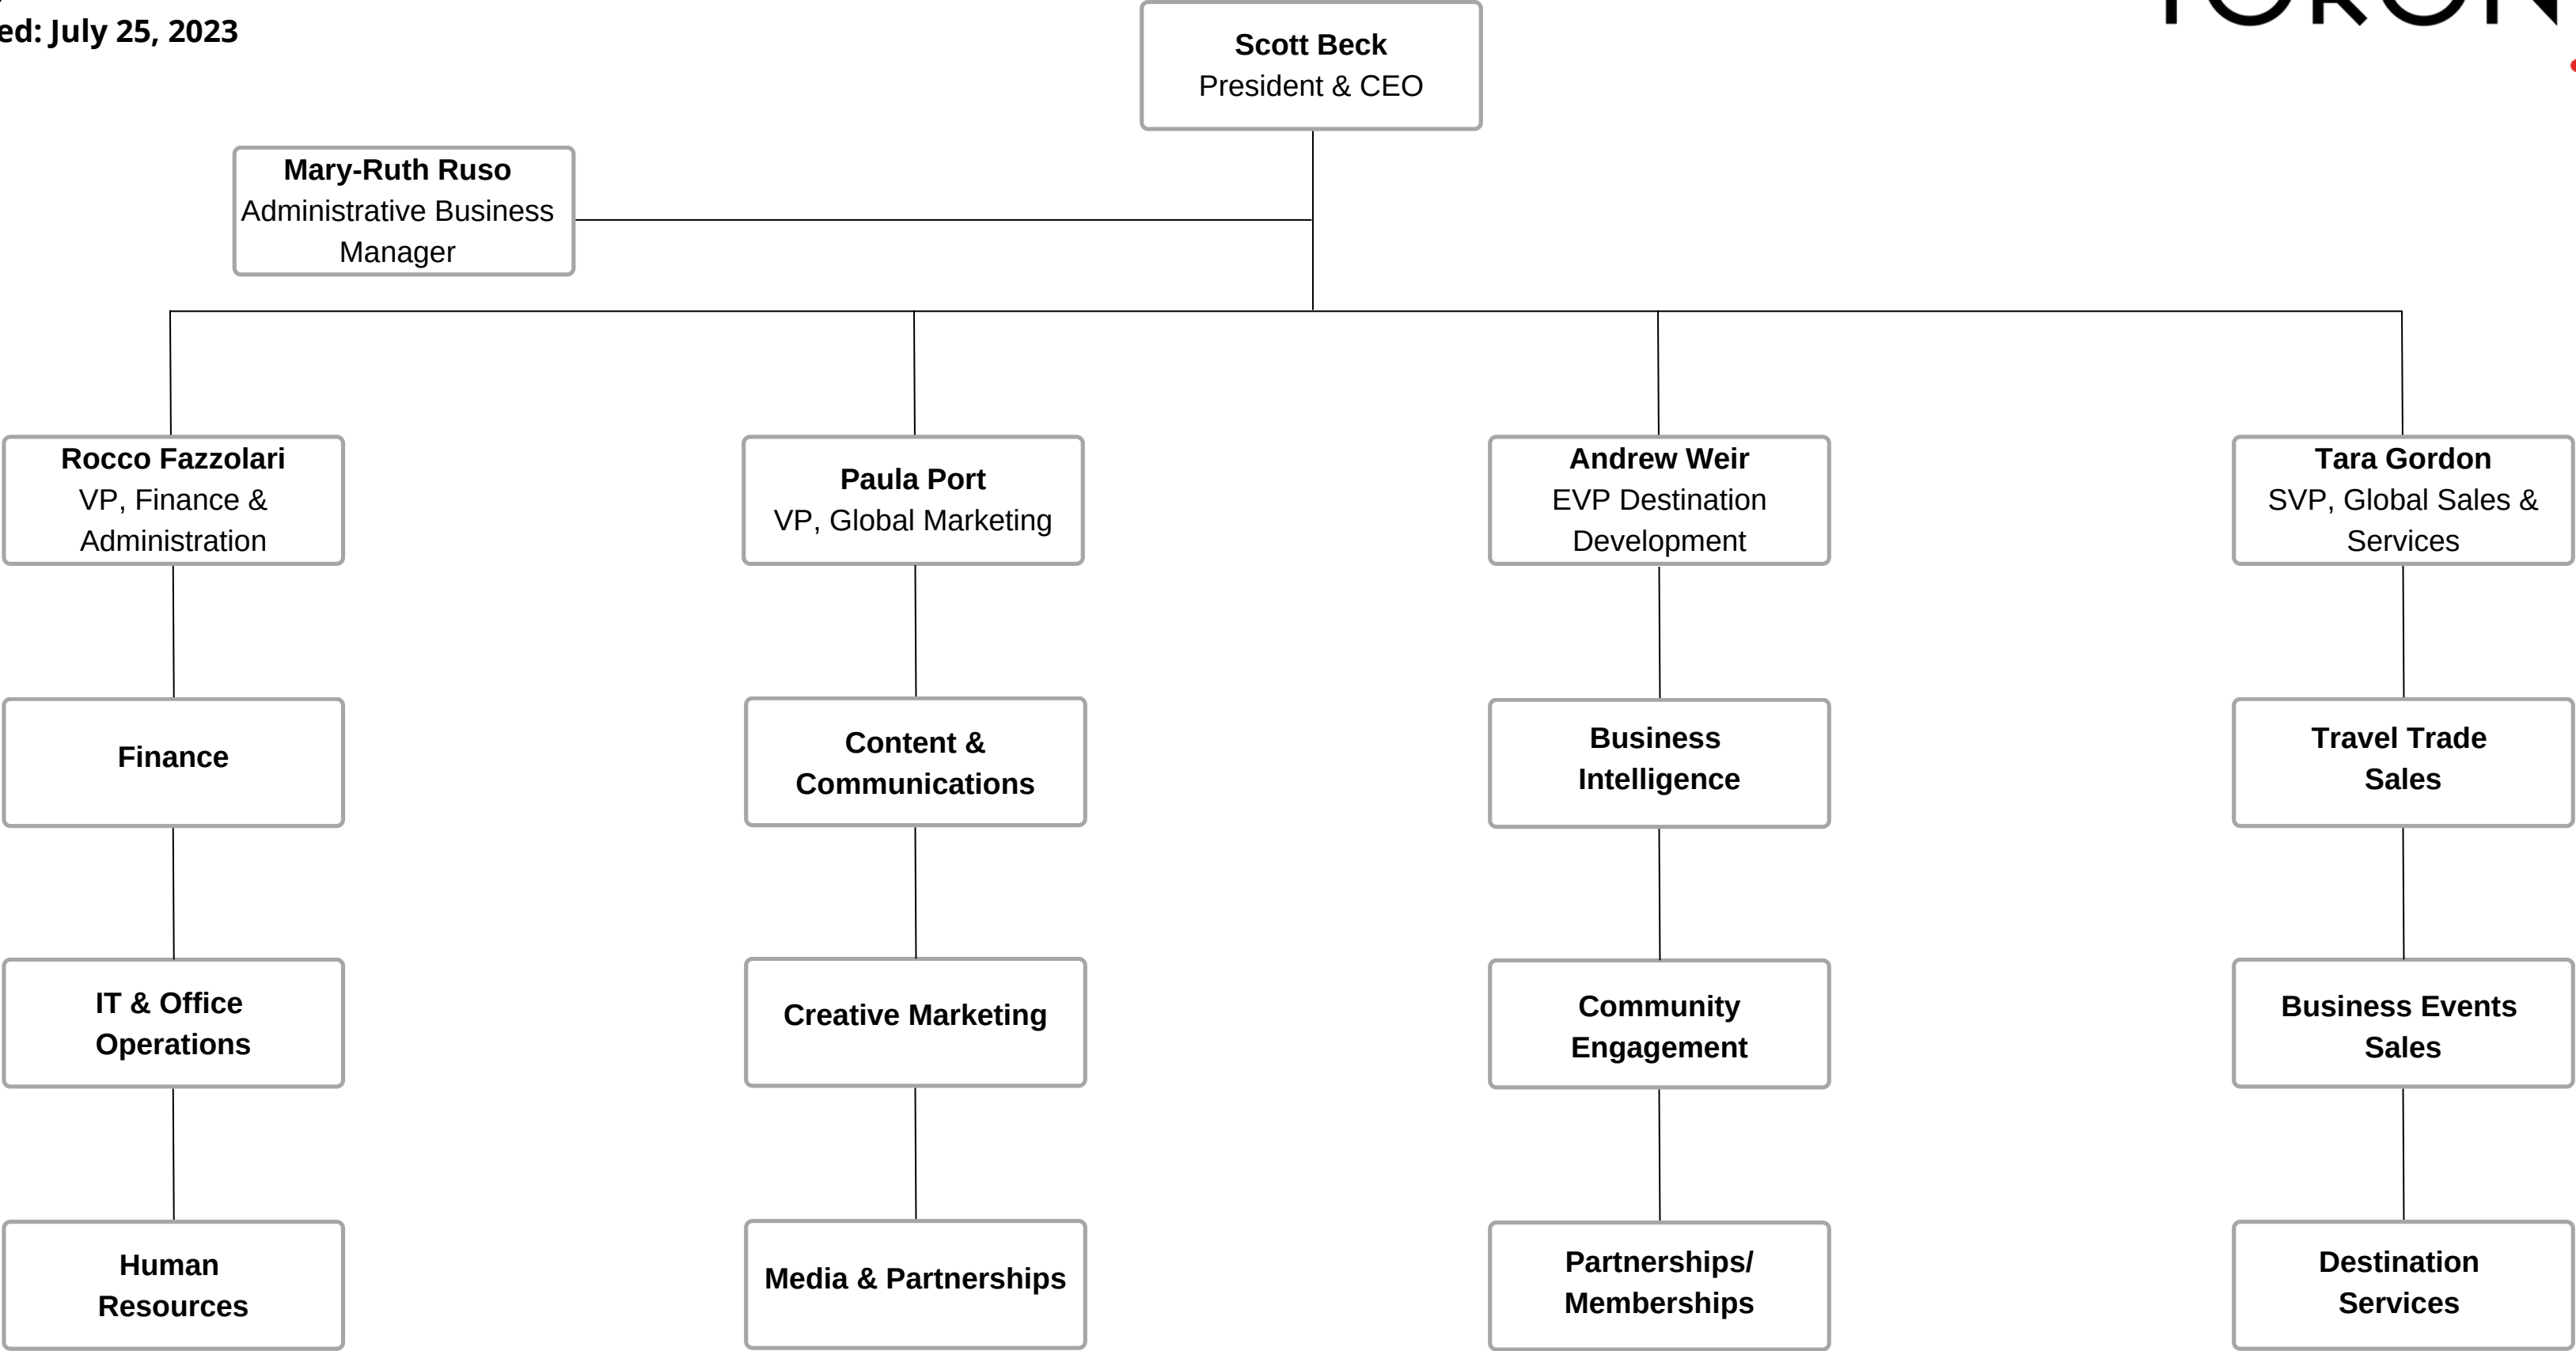 ed: July 25, 2023
Scott Beck
President & CEO
Mary-Ruth Ruso
Administrative Business
Manager
Rocco Fazzolari
VP, Finance &
Administration
Paula Port
VP, Global Marketing
Andrew Weir
EVP Destination
Development
Tara Gordon
SVP, Global Sales &
Services
Finance
Content &
Communications
Business
Intelligence
Travel Trade
Sales
IT & Office
Operations
Creative Marketing
Community
Engagement
Business Events
Sales
Human
Resources
Media & Partnerships
Partnerships/
Memberships
Destination
Services